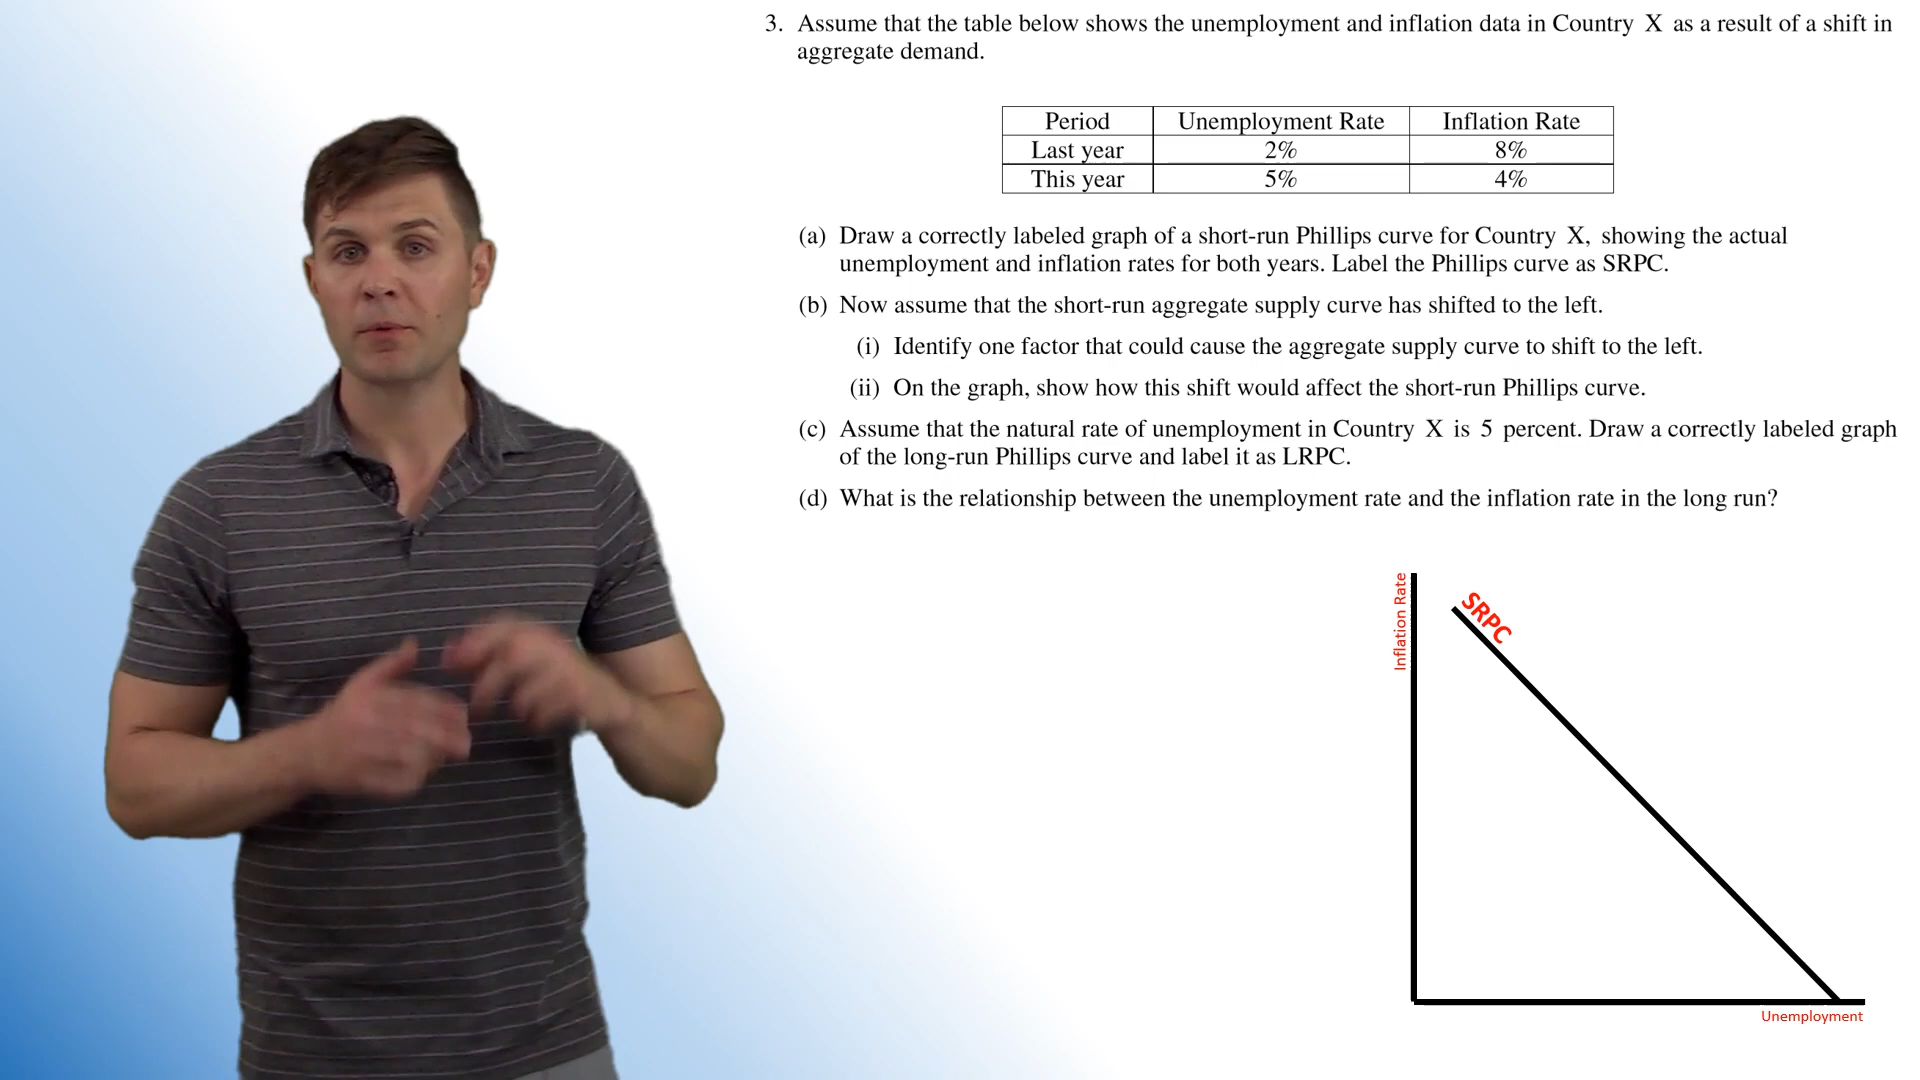 3. Assume that the table below shows the unemployment and inflation data in Country X as a result of a shift in
aggregate demand.
Period Unemployment Rate Inflation Rate
Last year 2% 8%
This year 5% 4%
(a) Draw a correctly labeled graph of a short-run Phillips curve for Country X, showing the actual
unemployment and inflation rates for both years. Label the Phillips curve as SRPC.
(b) Now assume that the short-run aggregate supply curve has shifted to the left.
(i) Identify one factor that could cause the aggregate supply curve to shift to the left.
(ii) On the graph, show how this shift would affect the short-run Phillips curve.
(c) Assume that the natural rate of unemployment in Country X is 5 percent. Draw a correctly labeled graph
of the long-run Phillips curve and label it as LRPC.
(d) What is the relationship between the unemployment rate and the inflation rate in the long run?
Inflation Rate
SRPC
Unemployment